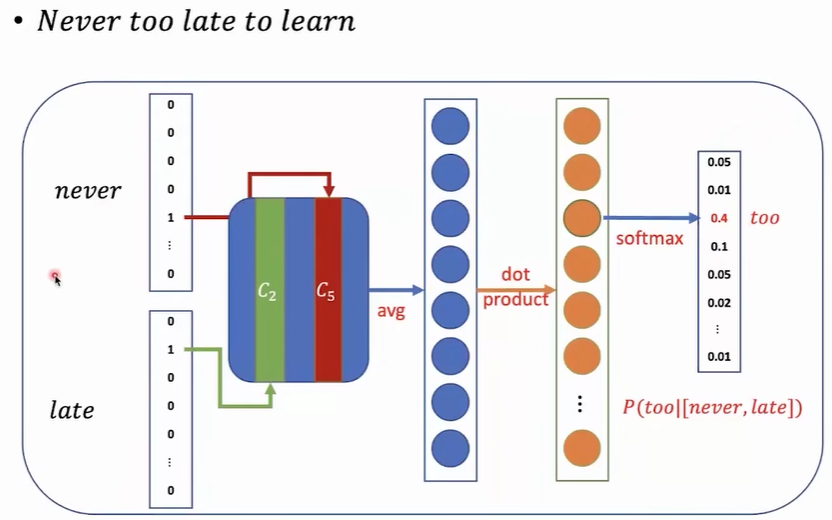 • Never too late to learn
never
0
0
0
0
1
⋮
0
late
0
1
0
0
0
⋮
0
C₂
C₅
avg
dot
product
⋮
softmax
0.05
0.01
0.4
0.1
0.05
0.02
⋮
0.01
too
P(too|[never, late])